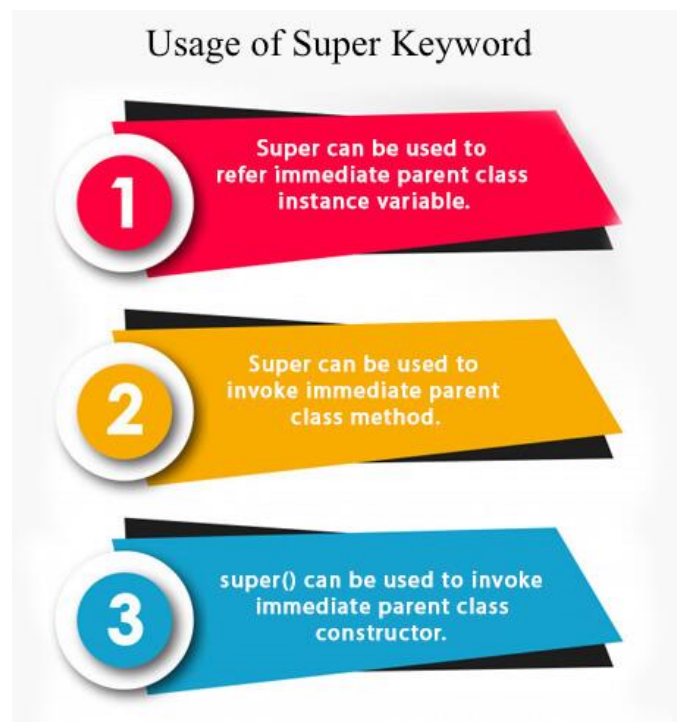 Usage of Super Keyword
1
Super can be used to
refer immediate parent class
instance variable.
2
Super can be used to
invoke immediate parent
class method.
3
super() can be used to invoke
immediate parent class
constructor.